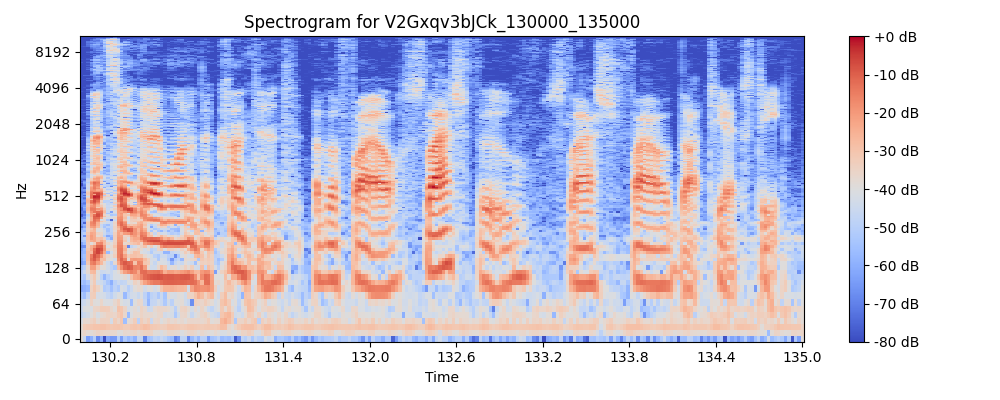 Spectrogram for V2Gxqv3bJCk_130000_135000
Hz
8192
4096
2048
1024
512
256
128
64
0
130.2 130.8 131.4 132.0 132.6 133.2 133.8 134.4 135.0
Time
+0 dB
-10 dB
-20 dB
-30 dB
-40 dB
-50 dB
-60 dB
-70 dB
-80 dB